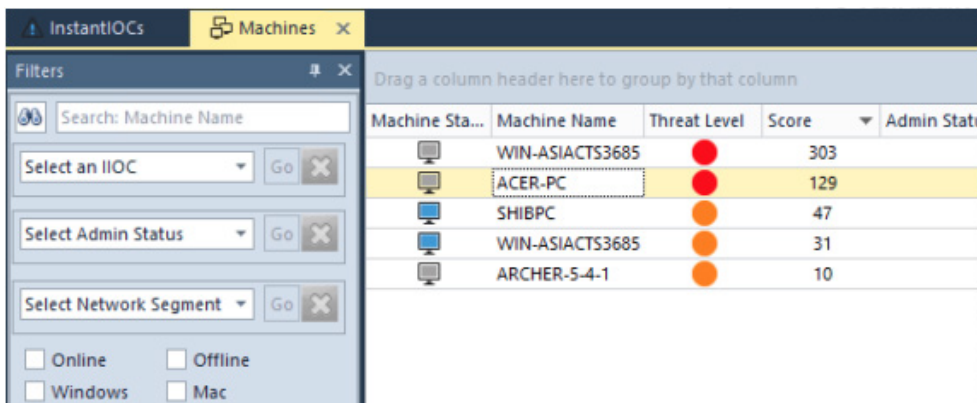 InstantIOCs Machines
Filters
Drag a column header here to group by that column
Search: Machine Name
Machine Sta... Machine Name Threat Level Score Admin Statu
WIN-ASIACTS3685 303
Select an IIOC Go
ACER-PC 129
SHIBPC 47
Select Admin Status Go
WIN-ASIACTS3685 31
ARCHER-5-4-1 10
Select Network Segment Go
Online Offline
Windows Mac